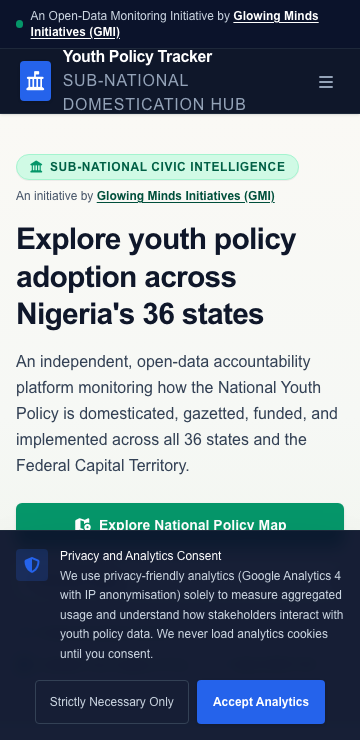 An Open-Data Monitoring Initiative by Glowing Minds
Initiatives (GMI)
Youth Policy Tracker
SUB-NATIONAL
DOMESTICATION HUB
SUB-NATIONAL CIVIC INTELLIGENCE
An initiative by Glowing Minds Initiatives (GMI)
Explore youth policy
adoption across
Nigeria's 36 states
An independent, open-data accountability
platform monitoring how the National Youth
Policy is domesticated, gazetted, funded, and
implemented across all 36 states and the
Federal Capital Territory.
Explore National Policy Map
Privacy and Analytics Consent
We use privacy-friendly analytics (Google Analytics 4
with IP anonymisation) solely to measure aggregated
usage and understand how stakeholders interact with
youth policy data. We never load analytics cookies
until you consent.
Strictly Necessary Only
Accept Analytics